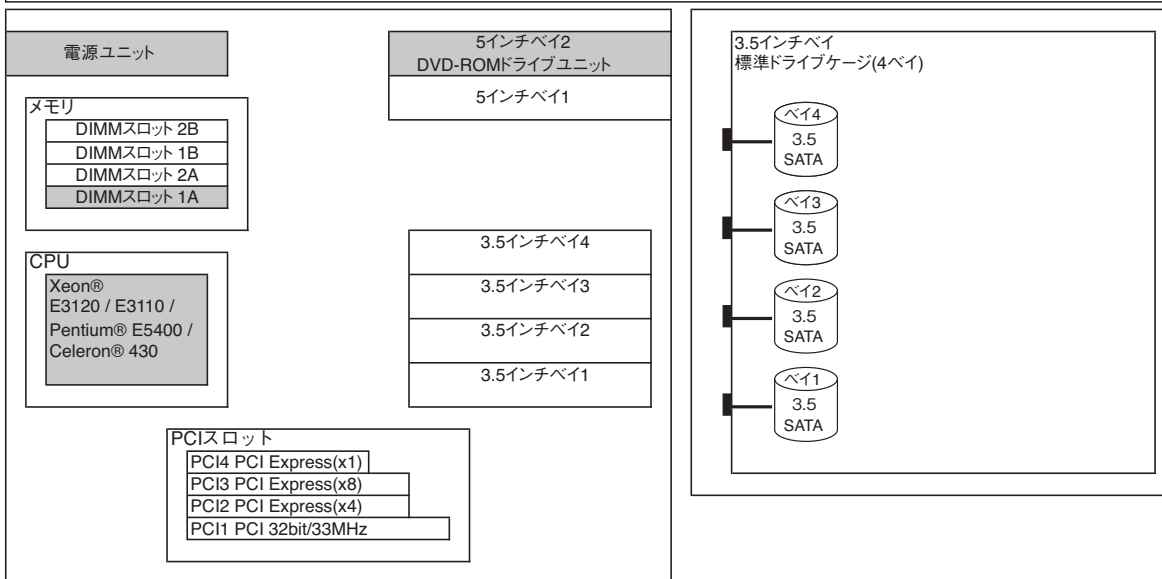 電源ユニット
5インチベイ2
DVD-ROMドライブユニット
5インチベイ1
メモリ
DIMMスロット 2B
DIMMスロット 1B
DIMMスロット 2A
DIMMスロット 1A
CPU
Xeon®
E3120 / E3110 /
Pentium® E5400 /
Celeron® 430
3.5インチベイ4
3.5インチベイ3
3.5インチベイ2
3.5インチベイ1
PCIスロット
PCI4 PCI Express(x1)
PCI3 PCI Express(x8)
PCI2 PCI Express(x4)
PCI1 PCI 32bit/33MHz
3.5インチベイ
標準ドライブケージ(4ベイ)
ベイ4
3.5
SATA
ベイ3
3.5
SATA
ベイ2
3.5
SATA
ベイ1
3.5
SATA